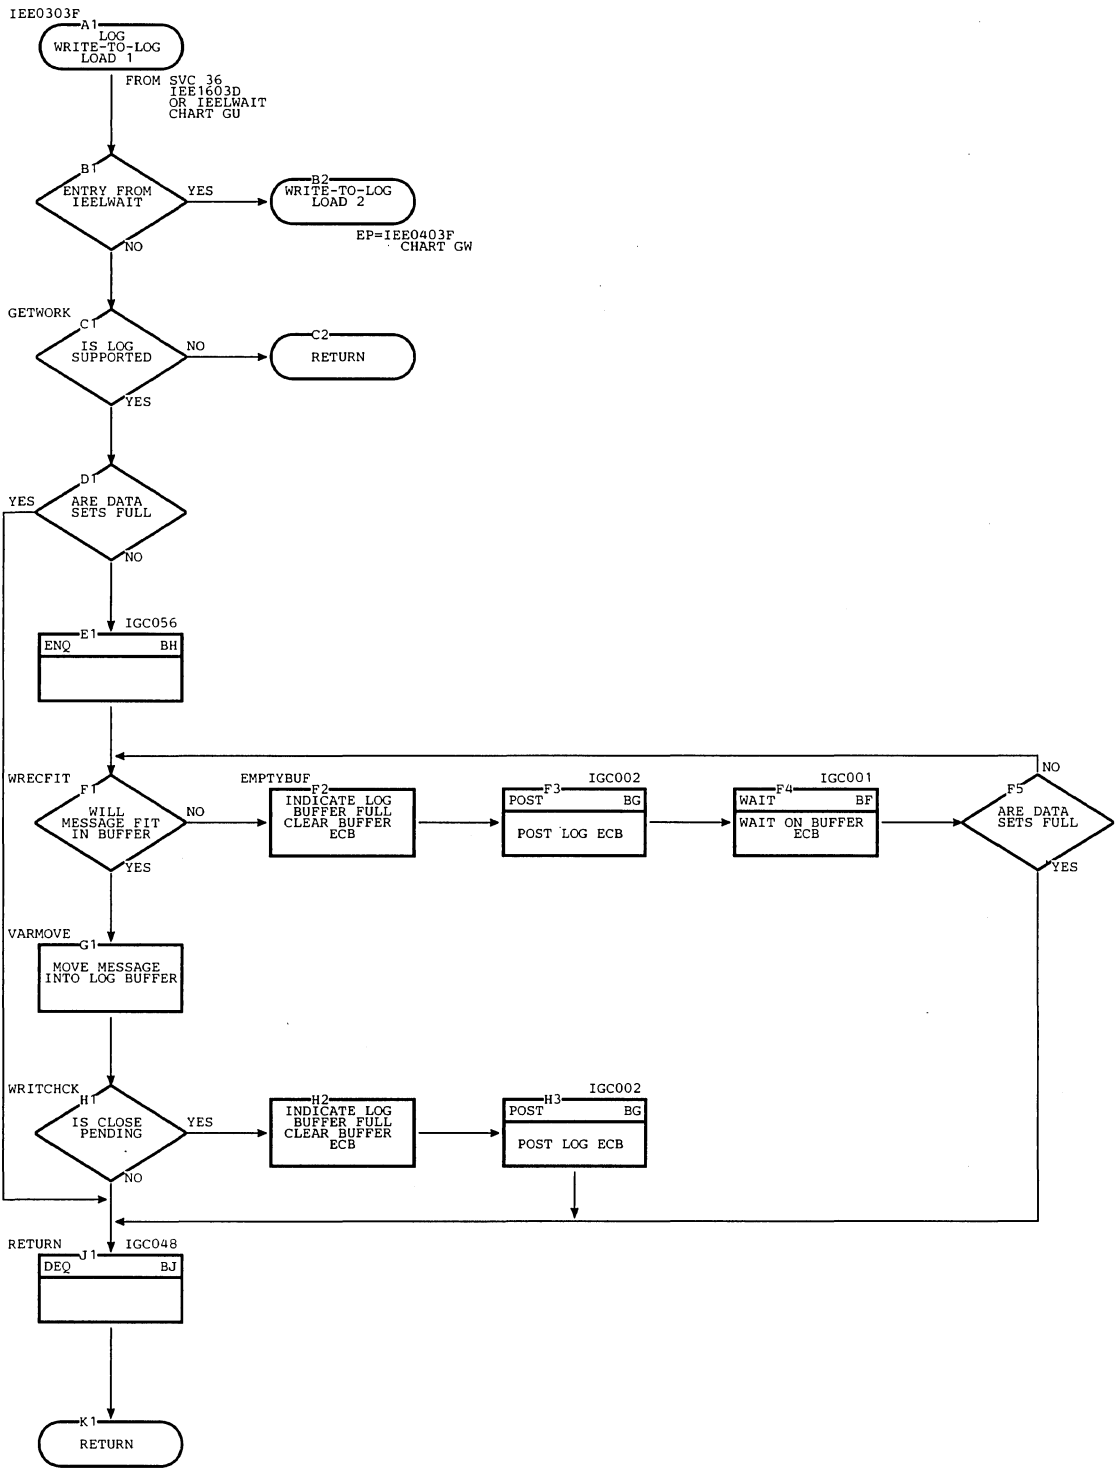 IEE0303F
A1
LOG
WRITE-TO-LOG
LOAD 1
FROM SVC 36
IEE1603D
OR IEELWAIT
CHART GU
B1
ENTRY FROM
IEELWAIT
YES
NO
B2
WRITE-TO-LOG
LOAD 2
EP=IEE0403F
CHART GW
GETWORK
C1
IS LOG
SUPPORTED
NO
YES
C2
RETURN
D1
ARE DATA
SETS FULL
YES
NO
IGC056
E1
ENQ BH
WRECFIT
F1
WILL
MESSAGE FIT
IN BUFFER
NO
YES
EMPTYBUF
F2
INDICATE LOG
BUFFER FULL
CLEAR BUFFER
ECB
IGC002
F3
POST BG
POST LOG ECB
IGC001
F4
WAIT BF
WAIT ON BUFFER
ECB
NO
F5
ARE DATA
SETS FULL
YES
VARMOVE
G1
MOVE MESSAGE
INTO LOG BUFFER
WRITCHCK
H1
IS CLOSE
PENDING
YES
NO
H2
INDICATE LOG
BUFFER FULL
CLEAR BUFFER
ECB
IGC002
H3
POST BG
POST LOG ECB
RETURN
IGC048
J1
DEQ BJ
K1
RETURN